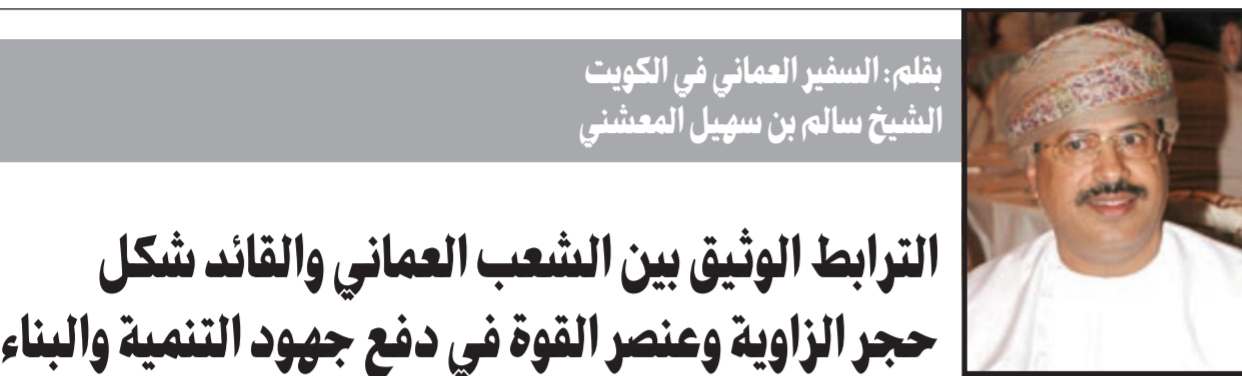 بقلم: السفير العماني في الكويت
الشيخ سالم بن سهيل المعشني
الترابط الوثيق بين الشعب العماني والقائد شكل
حجر الزاوية وعنصر القوة في دفع جهود التنمية والبناء